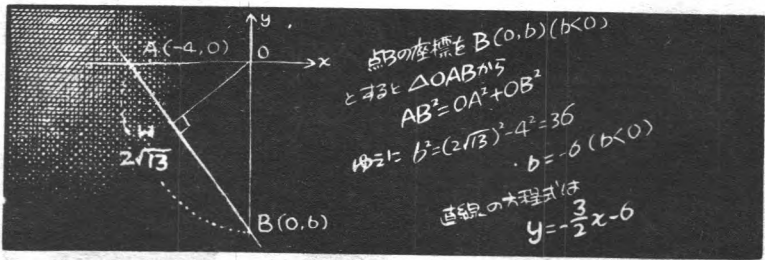 y
A(-4,0)
O
x
2√13
B(0,b)
点Bの座標を B(0,b)(b<0)
とすると △OABから
AB²=OA²+OB²
ゆえに b²=(2√13)²-4²=36
∴b=-6(b<0)
直線の方程式は
y=-3/2x-6